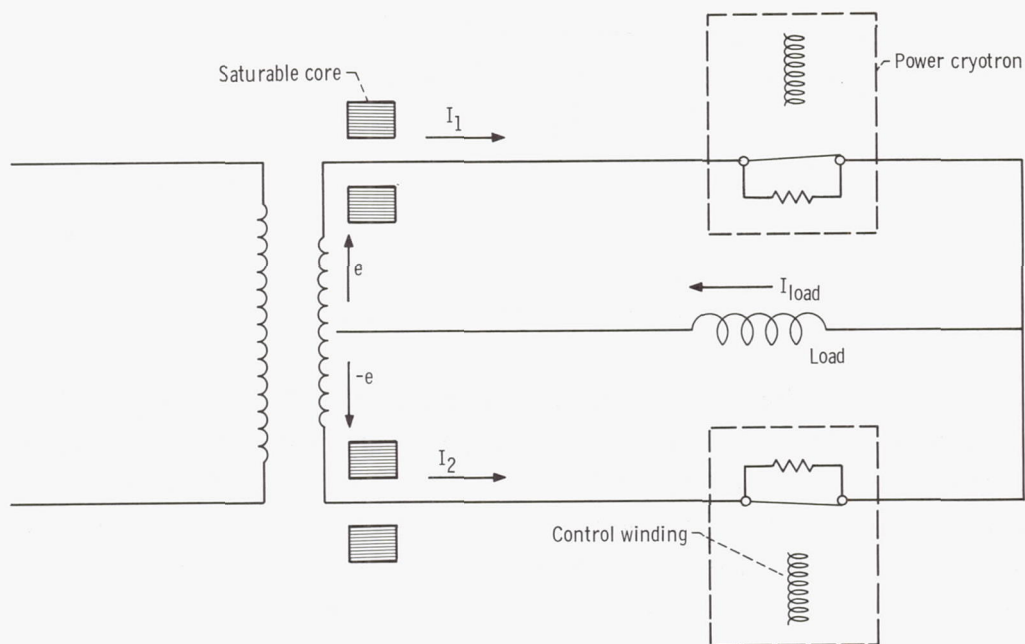 Saturable core
I1
Power cryotron
e
Iload
Load
-e
I2
Control winding